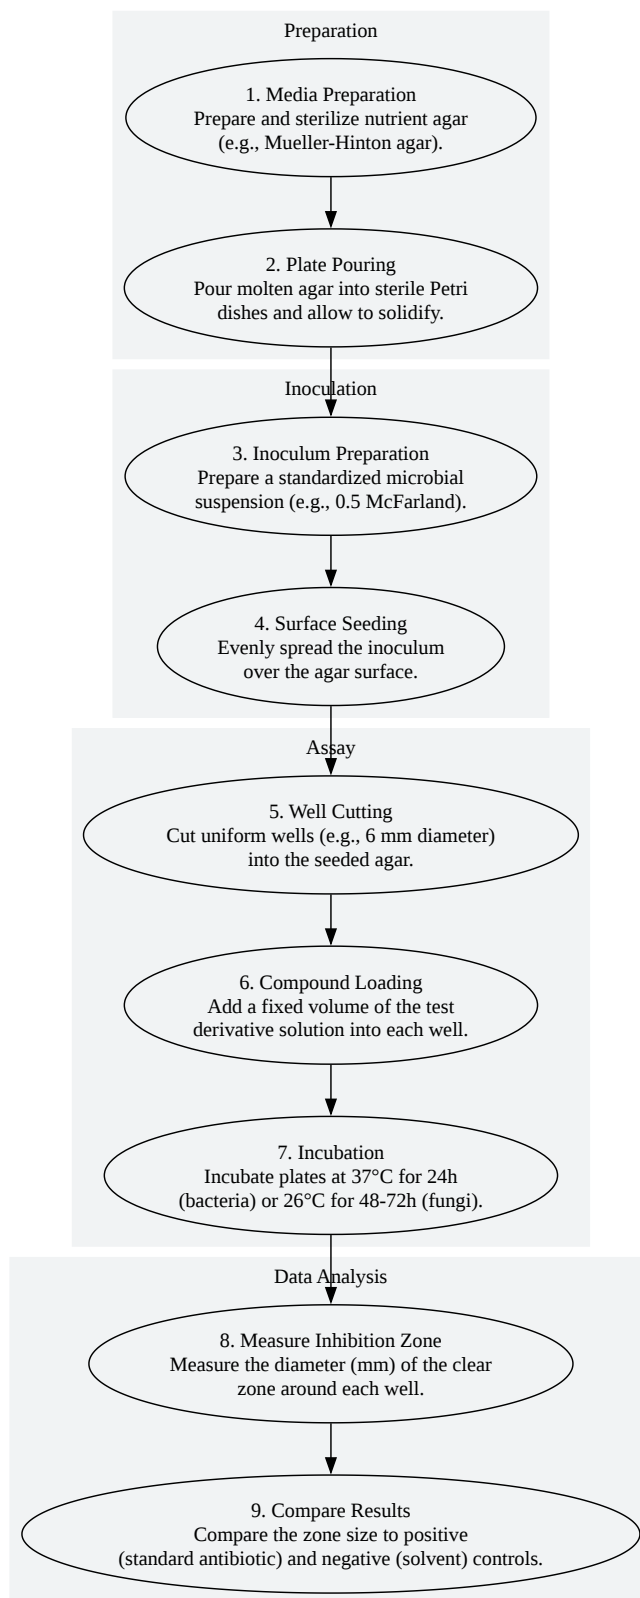 Preparation
1. Media Preparation
Prepare and sterilize nutrient agar
(e.g., Mueller-Hinton agar).
2. Plate Pouring
Pour molten agar into sterile Petri
dishes and allow to solidify.
Inoculation
3. Inoculum Preparation
Prepare a standardized microbial
suspension (e.g., 0.5 McFarland).
4. Surface Seeding
Evenly spread the inoculum
over the agar surface.
Assay
5. Well Cutting
Cut uniform wells (e.g., 6 mm diameter)
into the seeded agar.
6. Compound Loading
Add a fixed volume of the test
derivative solution into each well.
7. Incubation
Incubate plates at 37°C for 24h
(bacteria) or 26°C for 48-72h (fungi).
Data Analysis
8. Measure Inhibition Zone
Measure the diameter (mm) of the clear
zone around each well.
9. Compare Results
Compare the zone size to positive
(standard antibiotic) and negative (solvent) controls.